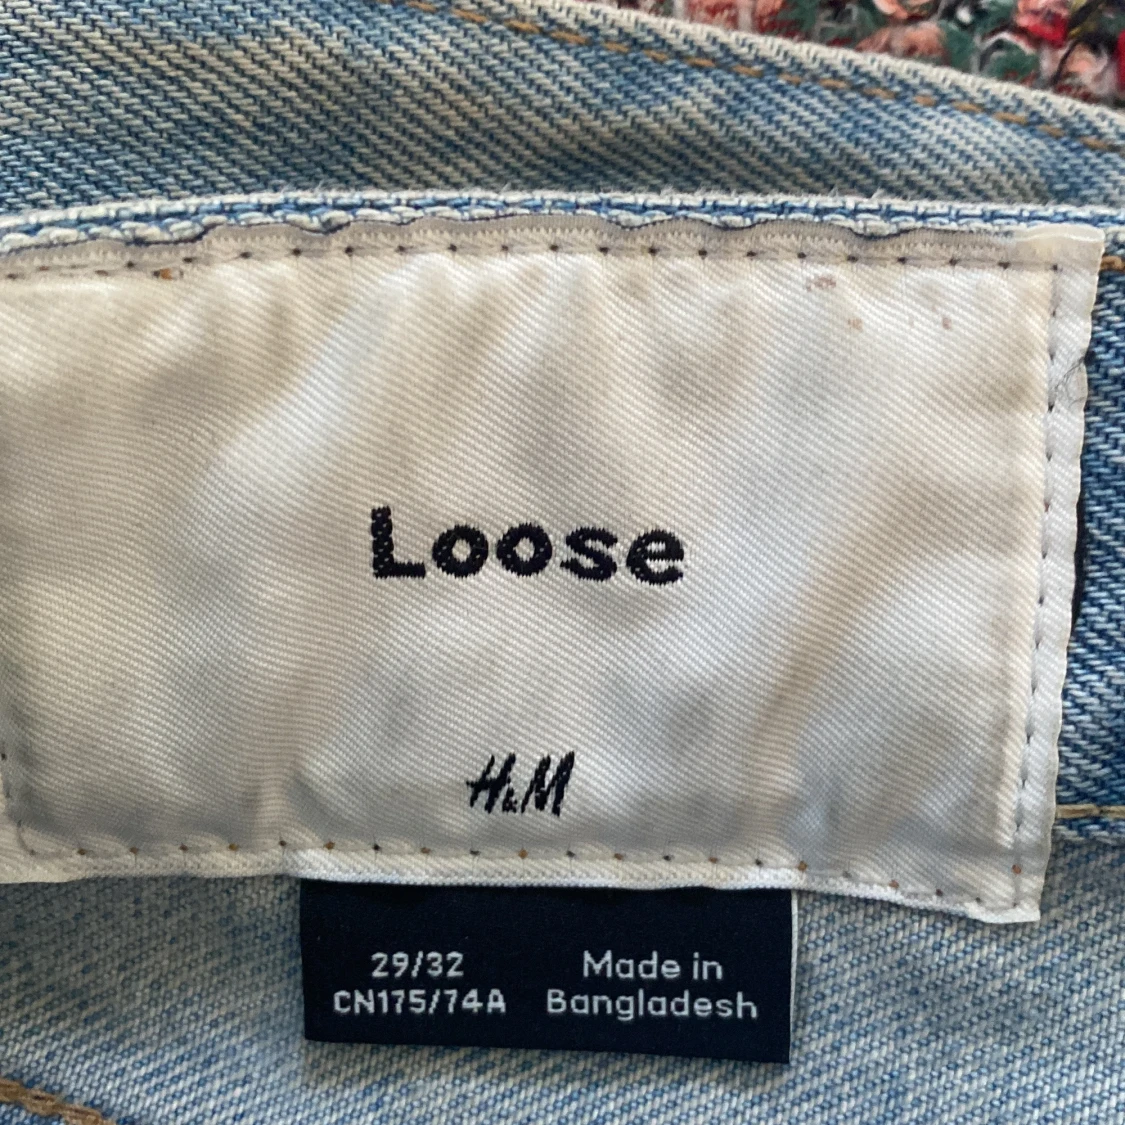 Loose
H&M
29/32
CN175/74A
Made in
Bangladesh